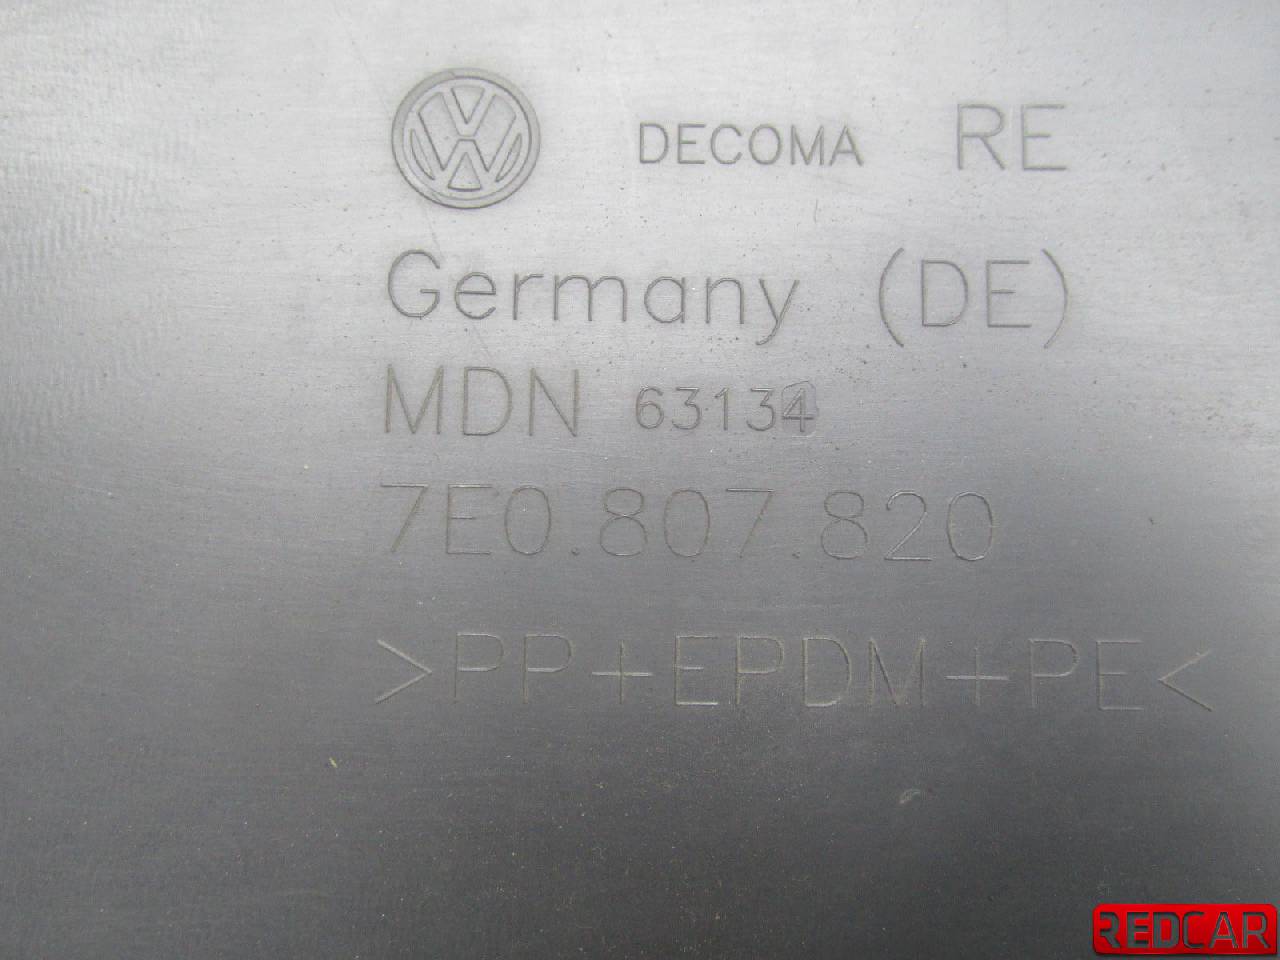 DECOMA RE
Germany (DE)
MDN 63134
7E0.807.820
>PP+EPDM+PE<
REDCAR